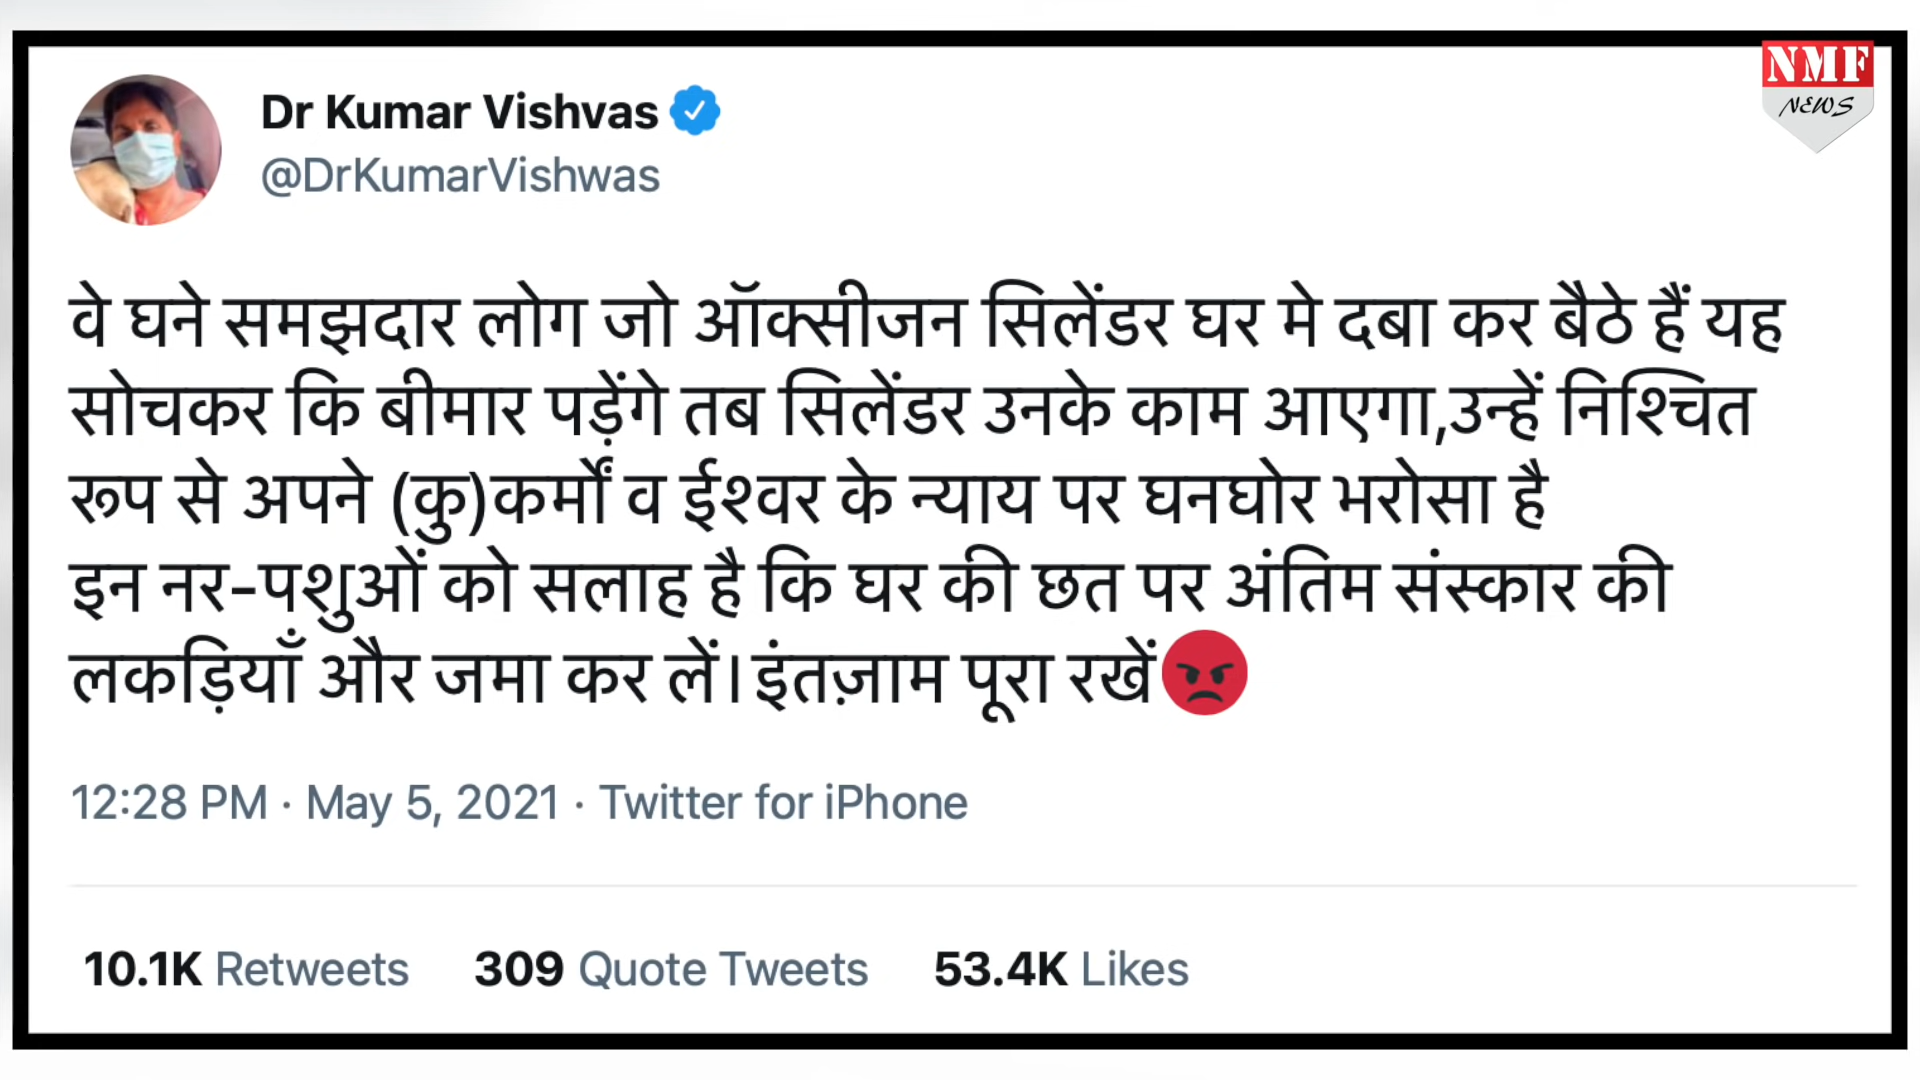 NMF
NEWS
Dr Kumar Vishvas
@DrKumarVishwas
वे घने समझदार लोग जो ऑक्सीजन सिलेंडर घर मे दबा कर बैठे हैं यह
सोचकर कि बीमार पड़ेंगे तब सिलेंडर उनके काम आएगा,उन्हें निश्चित
रूप से अपने (कु)कर्मों व ईश्वर के न्याय पर घनघोर भरोसा है
इन नर-पशुओं को सलाह है कि घर की छत पर अंतिम संस्कार की
लकड़ियाँ और जमा कर लें। इंतज़ाम पूरा रखें😡
12:28 PM · May 5, 2021 · Twitter for iPhone
10.1K Retweets 309 Quote Tweets 53.4K Likes